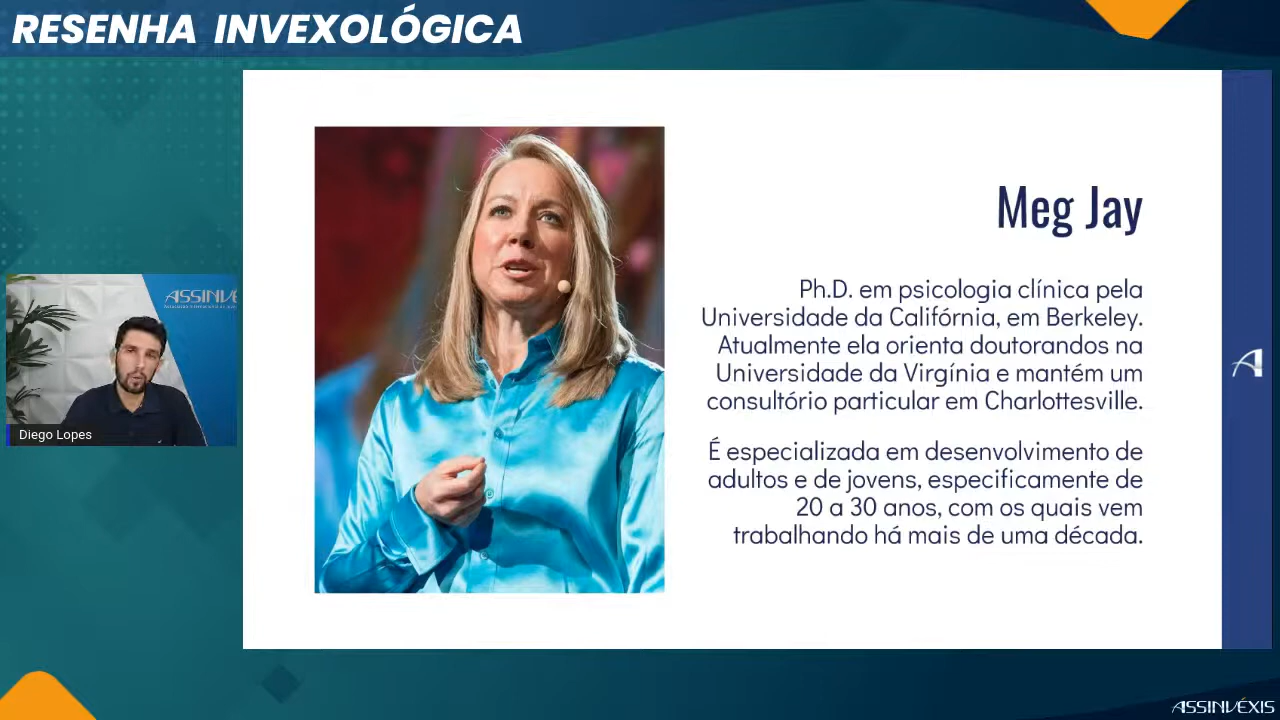 RESENHA INVEXOLÓGICA
Meg Jay
Ph.D. em psicologia clínica pela
Universidade da Califórnia, em Berkeley.
Atualmente ela orienta doutorandos na
Universidade da Virgínia e mantém um
consultório particular em Charlottesville.
É especializada em desenvolvimento de
adultos e de jovens, especificamente de
20 a 30 anos, com os quais vem
trabalhando há mais de uma década.
ASSINVÉ
Diego Lopes
ASSINVÉXIS